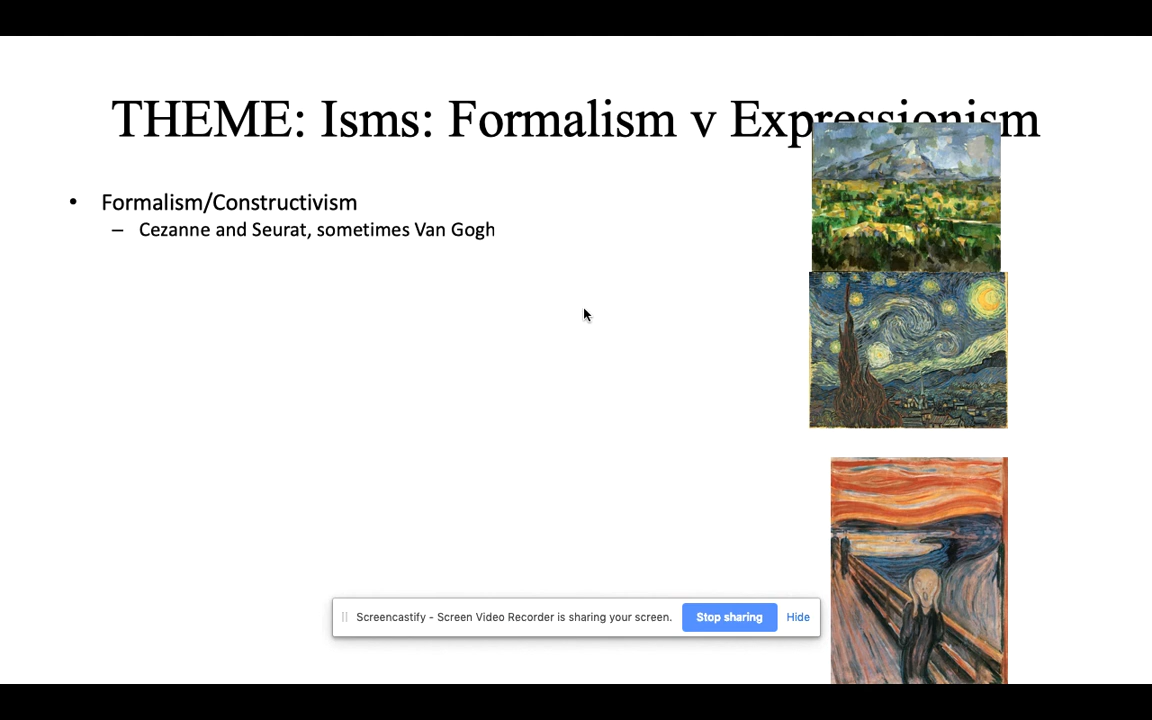 THEME: Isms: Formalism v Expressionism
• Formalism/Constructivism
– Cezanne and Seurat, sometimes Van Gogh
Screencastify - Screen Video Recorder is sharing your screen. Stop sharing Hide